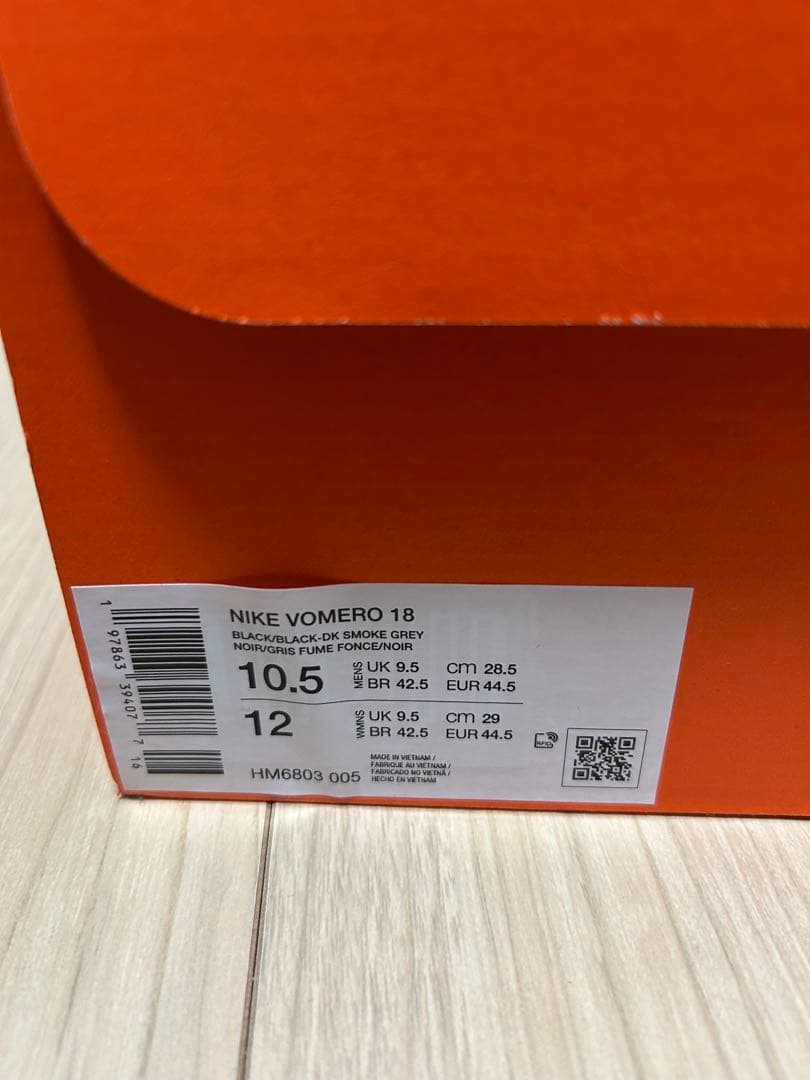 NIKE VOMERO 18
BLACK/BLACK-DK SMOKE GREY
NOIR/GRIS FUME FONCE/NOIR
10.5 MENS UK 9.5 cm 28.5
BR 42.5 EUR 44.5
12 WMNS UK 9.5 cm 29
BR 42.5 EUR 44.5
HM6803 005
MADE IN VIETNAM /
FABRIQUE AU VIETNAM /
FABRICADO NO VIETNÃ /
HECHO EN VIETNAM
RFID
1 97863 39407 7 16